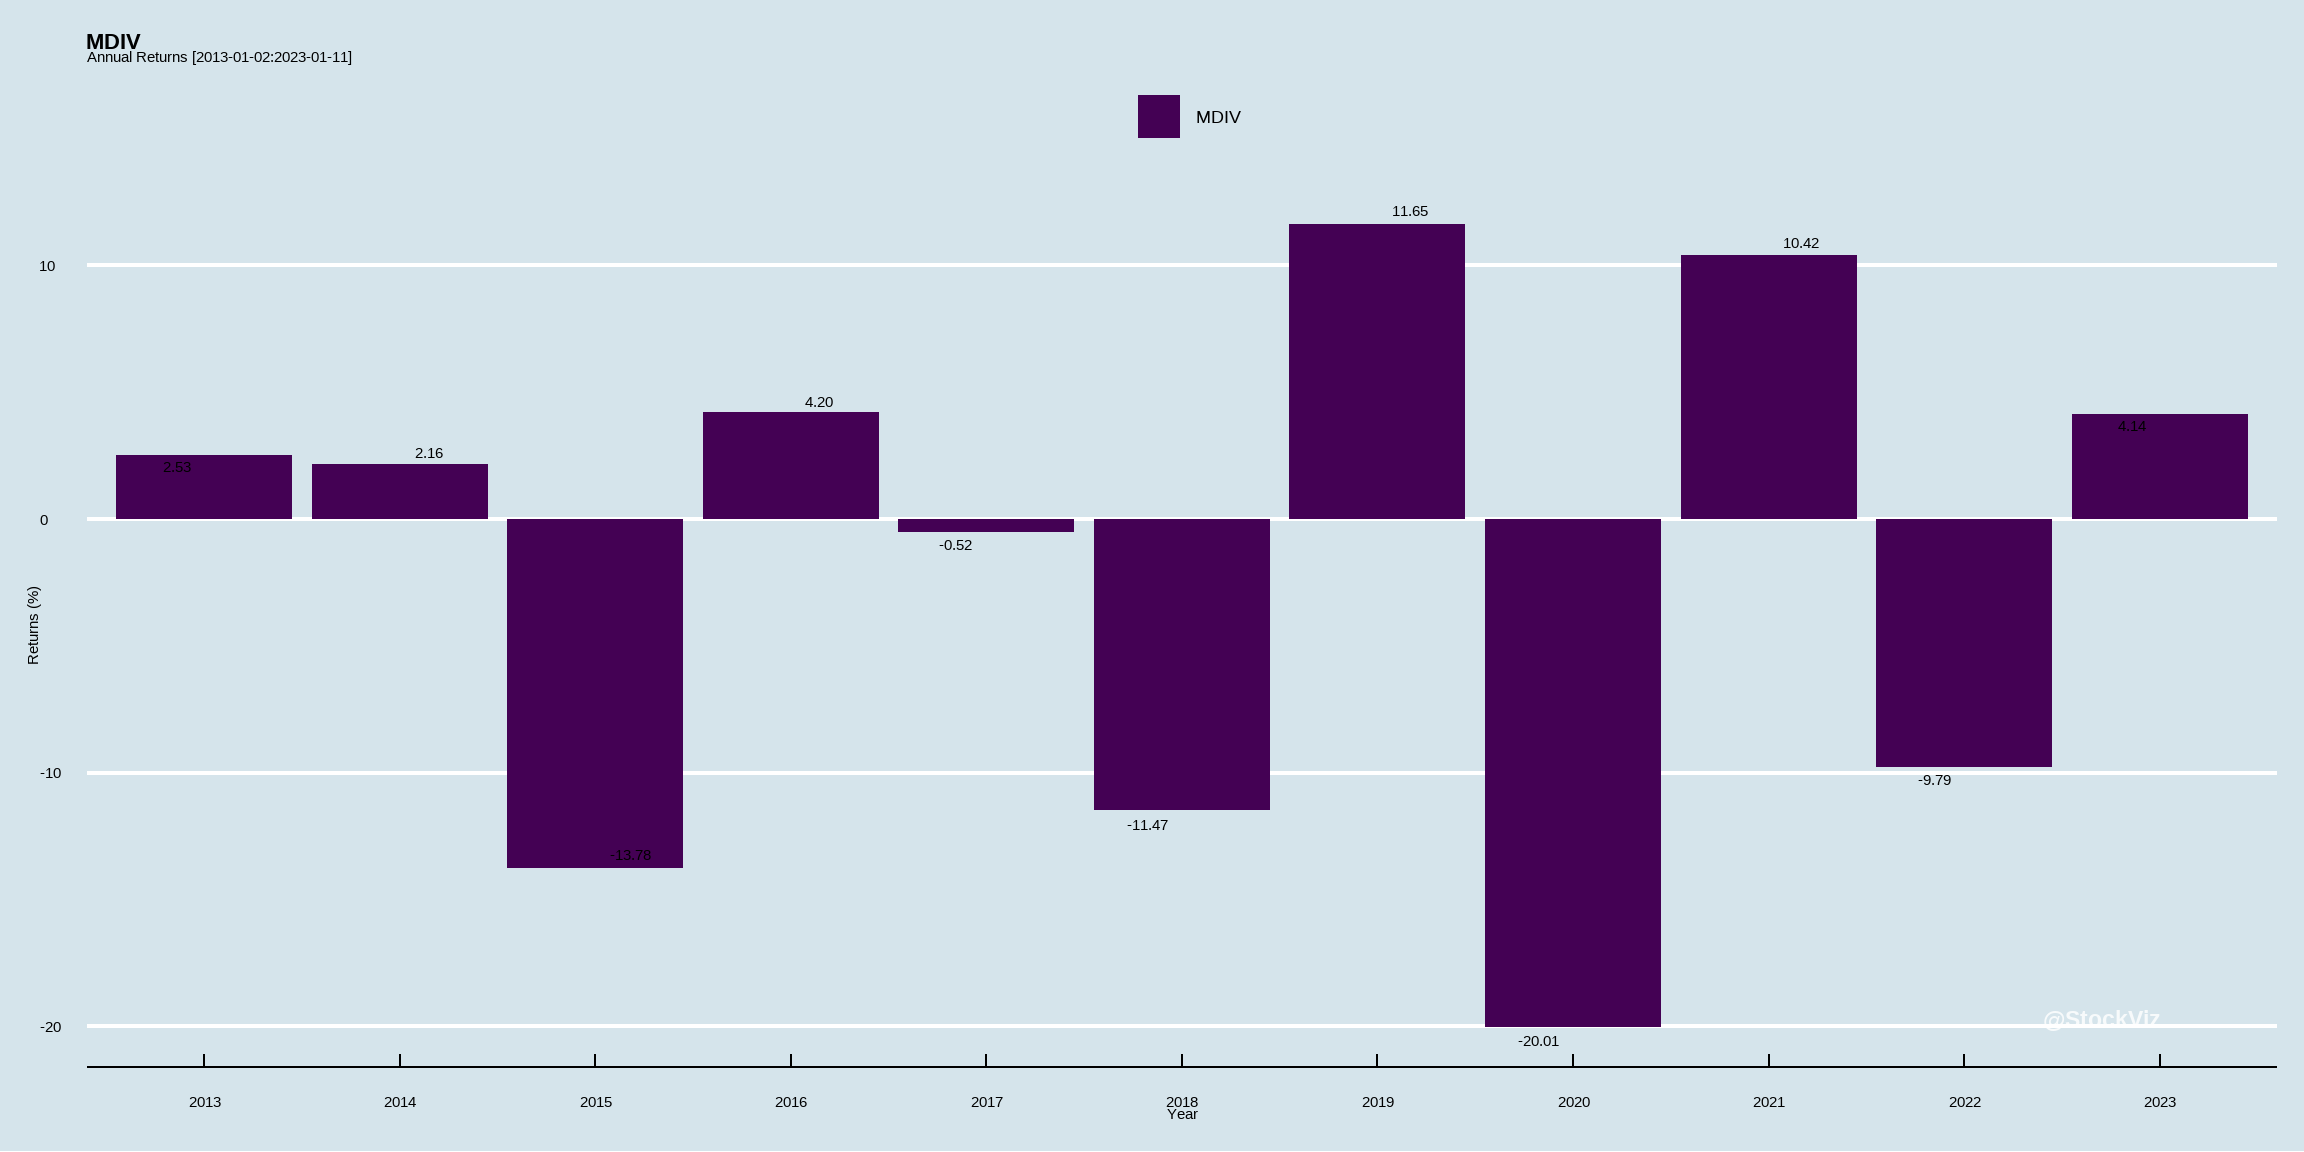 MDIV
Annual Returns [2013-01-02:2023-01-11]
MDIV
11.65
10.42
10
4.20
4.14
2.16
2.53
0
-0.52
Returns (%)
-10
-9.79
-11.47
-13.78
@StockViz
-20
-20.01
2013 2014 2015 2016 2017 2018 2019 2020 2021 2022 2023
Year